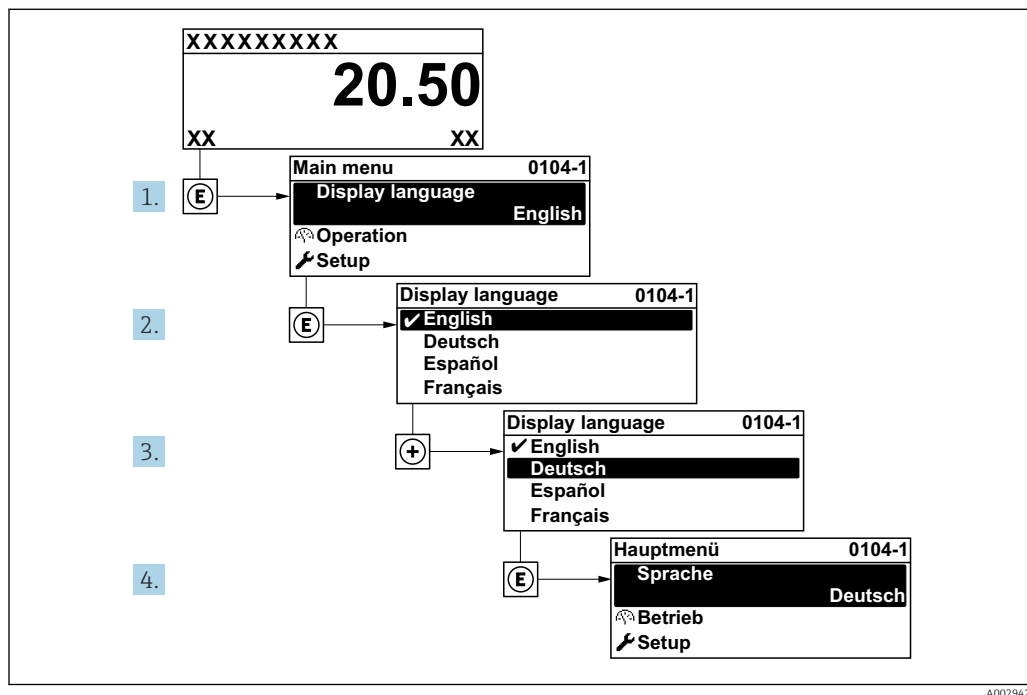 XXXXXXXXX
20.50
XX XX
Main menu 0104-1
1. E Display language
English
Operation
Setup
Display language 0104-1
2. E ✔ English
Deutsch
Español
Français
Display language 0104-1
3. + ✔ English
Deutsch
Español
Français
Hauptmenü 0104-1
4. E Sprache
Deutsch
Betrieb
Setup